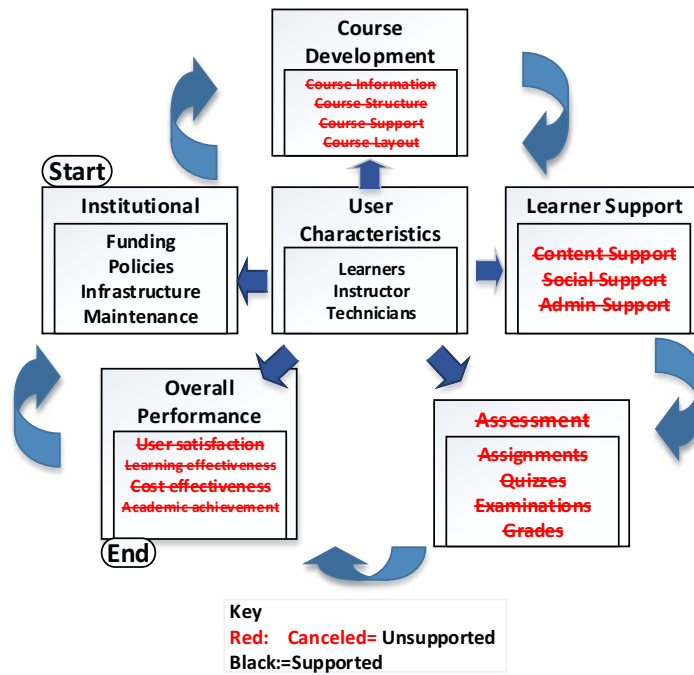 Course
Development
Course Information
Course Structure
Course Support
Course Layout
Start
Institutional
Funding
Policies
Infrastructure
Maintenance
User
Characteristics
Learners
Instructor
Technicians
Learner Support
Content Support
Social Support
Admin Support
Overall
Performance
User satisfaction
Learning effectiveness
Cost effectiveness
Academic achievement
End
Assessment
Assignments
Quizzes
Examinations
Grades
Key
Red: Canceled= Unsupported
Black:=Supported